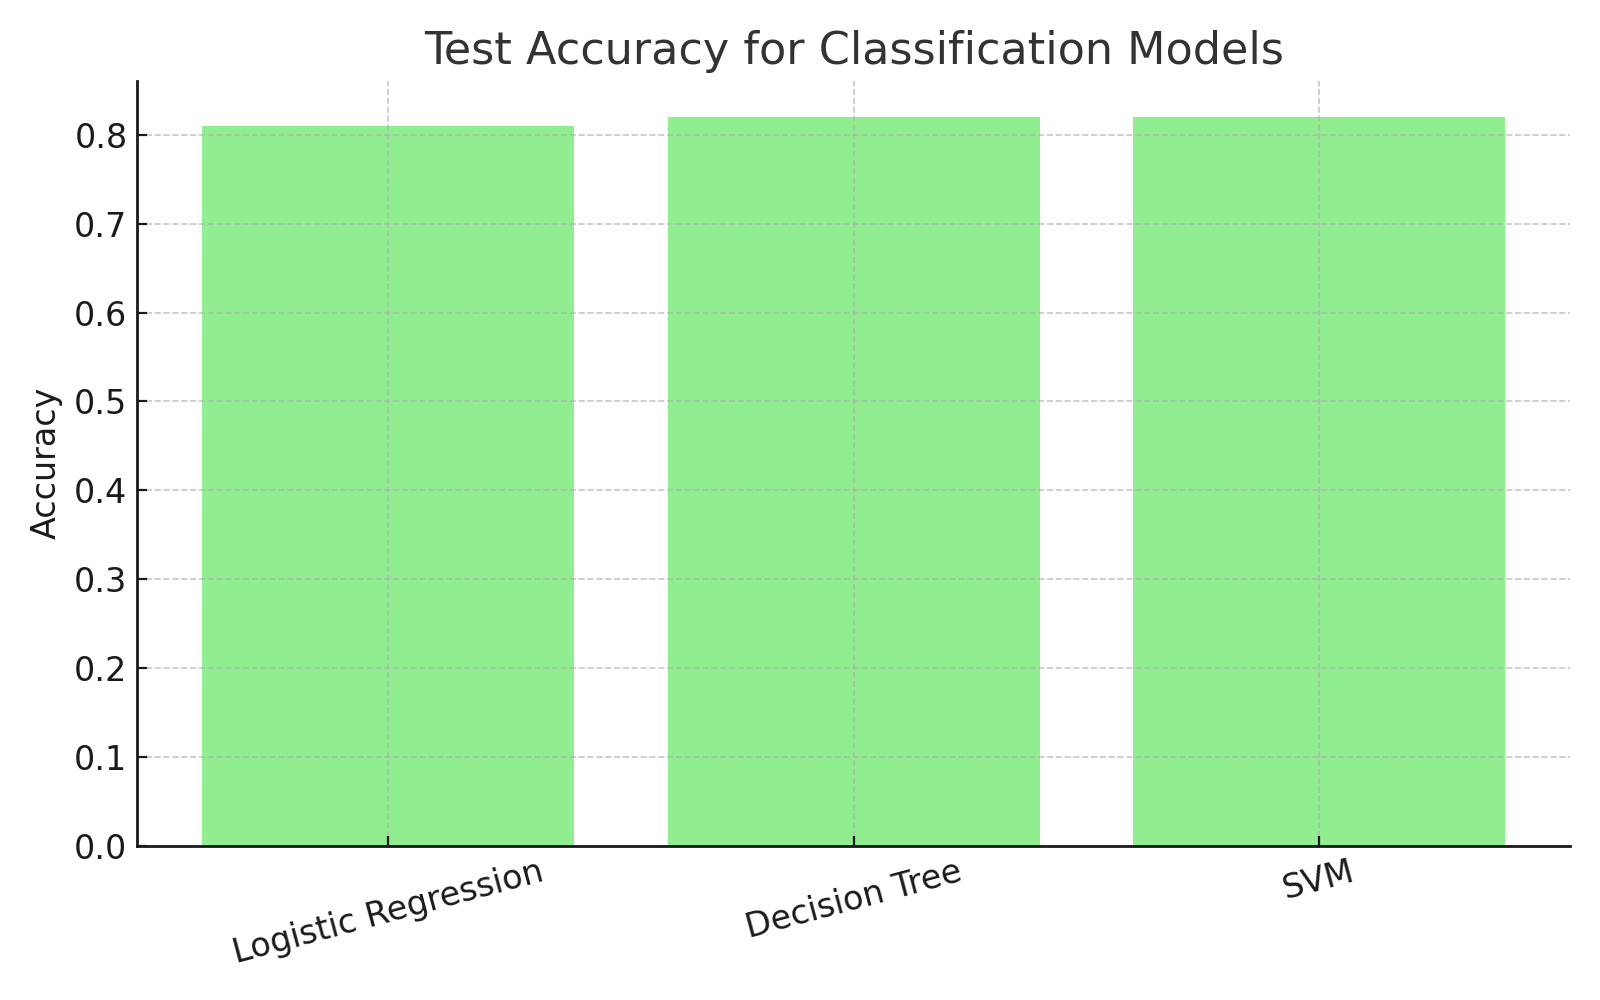 Test Accuracy for Classification Models
Accuracy
0.8
0.7
0.6
0.5
0.4
0.3
0.2
0.1
0.0
Logistic Regression
Decision Tree
SVM